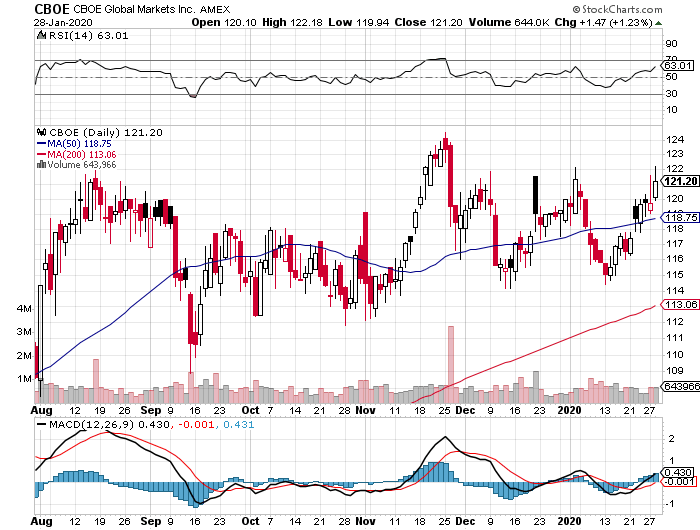 CBOE CBOE Global Markets Inc. AMEX
© StockCharts.com
28-Jan-2020 Open 120.10 High 122.18 Low 119.94 Close 121.20 Volume 644.0K Chg +1.47 (+1.23%)
RSI(14) 63.01
90
70
63.01
50
30
10
CBOE (Daily) 121.20
MA(50) 118.75
MA(200) 113.06
Volume 643,966
124
123
122
121.20
120
118.75
118
117
116
115
114
113.06
112
111
110
109
643966
4M
3M
2M
1M
Aug 12 19 26 Sep 9 16 23 Oct 7 14 21 28 Nov 11 18 25 Dec 9 16 23 2020 13 21 27
MACD(12,26,9) 0.430, -0.001, 0.431
2
1
0.430
-0.001
-1
Aug 12 19 26 Sep 9 16 23 Oct 7 14 21 28 Nov 11 18 25 Dec 9 16 23 2020 13 21 27